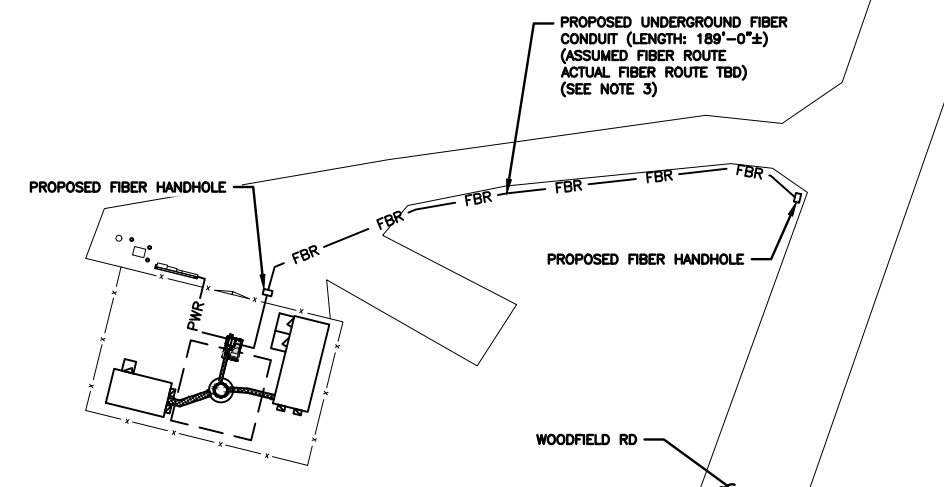 PROPOSED UNDERGROUND FIBER
CONDUIT (LENGTH: 189'-0"±)
(ASSUMED FIBER ROUTE
ACTUAL FIBER ROUTE TBD)
(SEE NOTE 3)
PROPOSED FIBER HANDHOLE
FBR
FBR
FBR
FBR
FBR
FBR
PROPOSED FIBER HANDHOLE
PWR
WOODFIELD RD